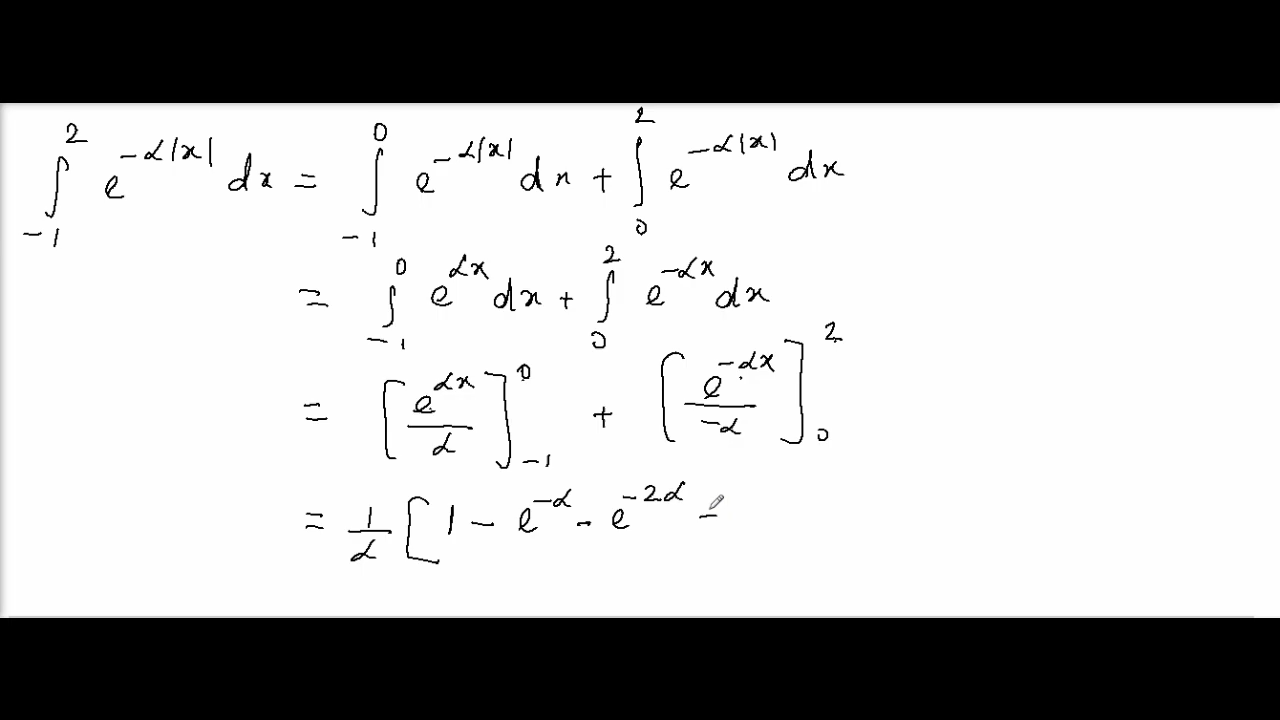 ∫_{-1}^{2} e^{-α|x|} dx = ∫_{-1}^{0} e^{-α|x|} dx + ∫_{0}^{2} e^{-α|x|} dx
= ∫_{-1}^{0} e^{αx} dx + ∫_{0}^{2} e^{-αx} dx
= [e^{αx}/α]_{-1}^{0} + [e^{-αx}/-α]_{0}^{2}
= 1/α [1 - e^{-α} - e^{-2α} -